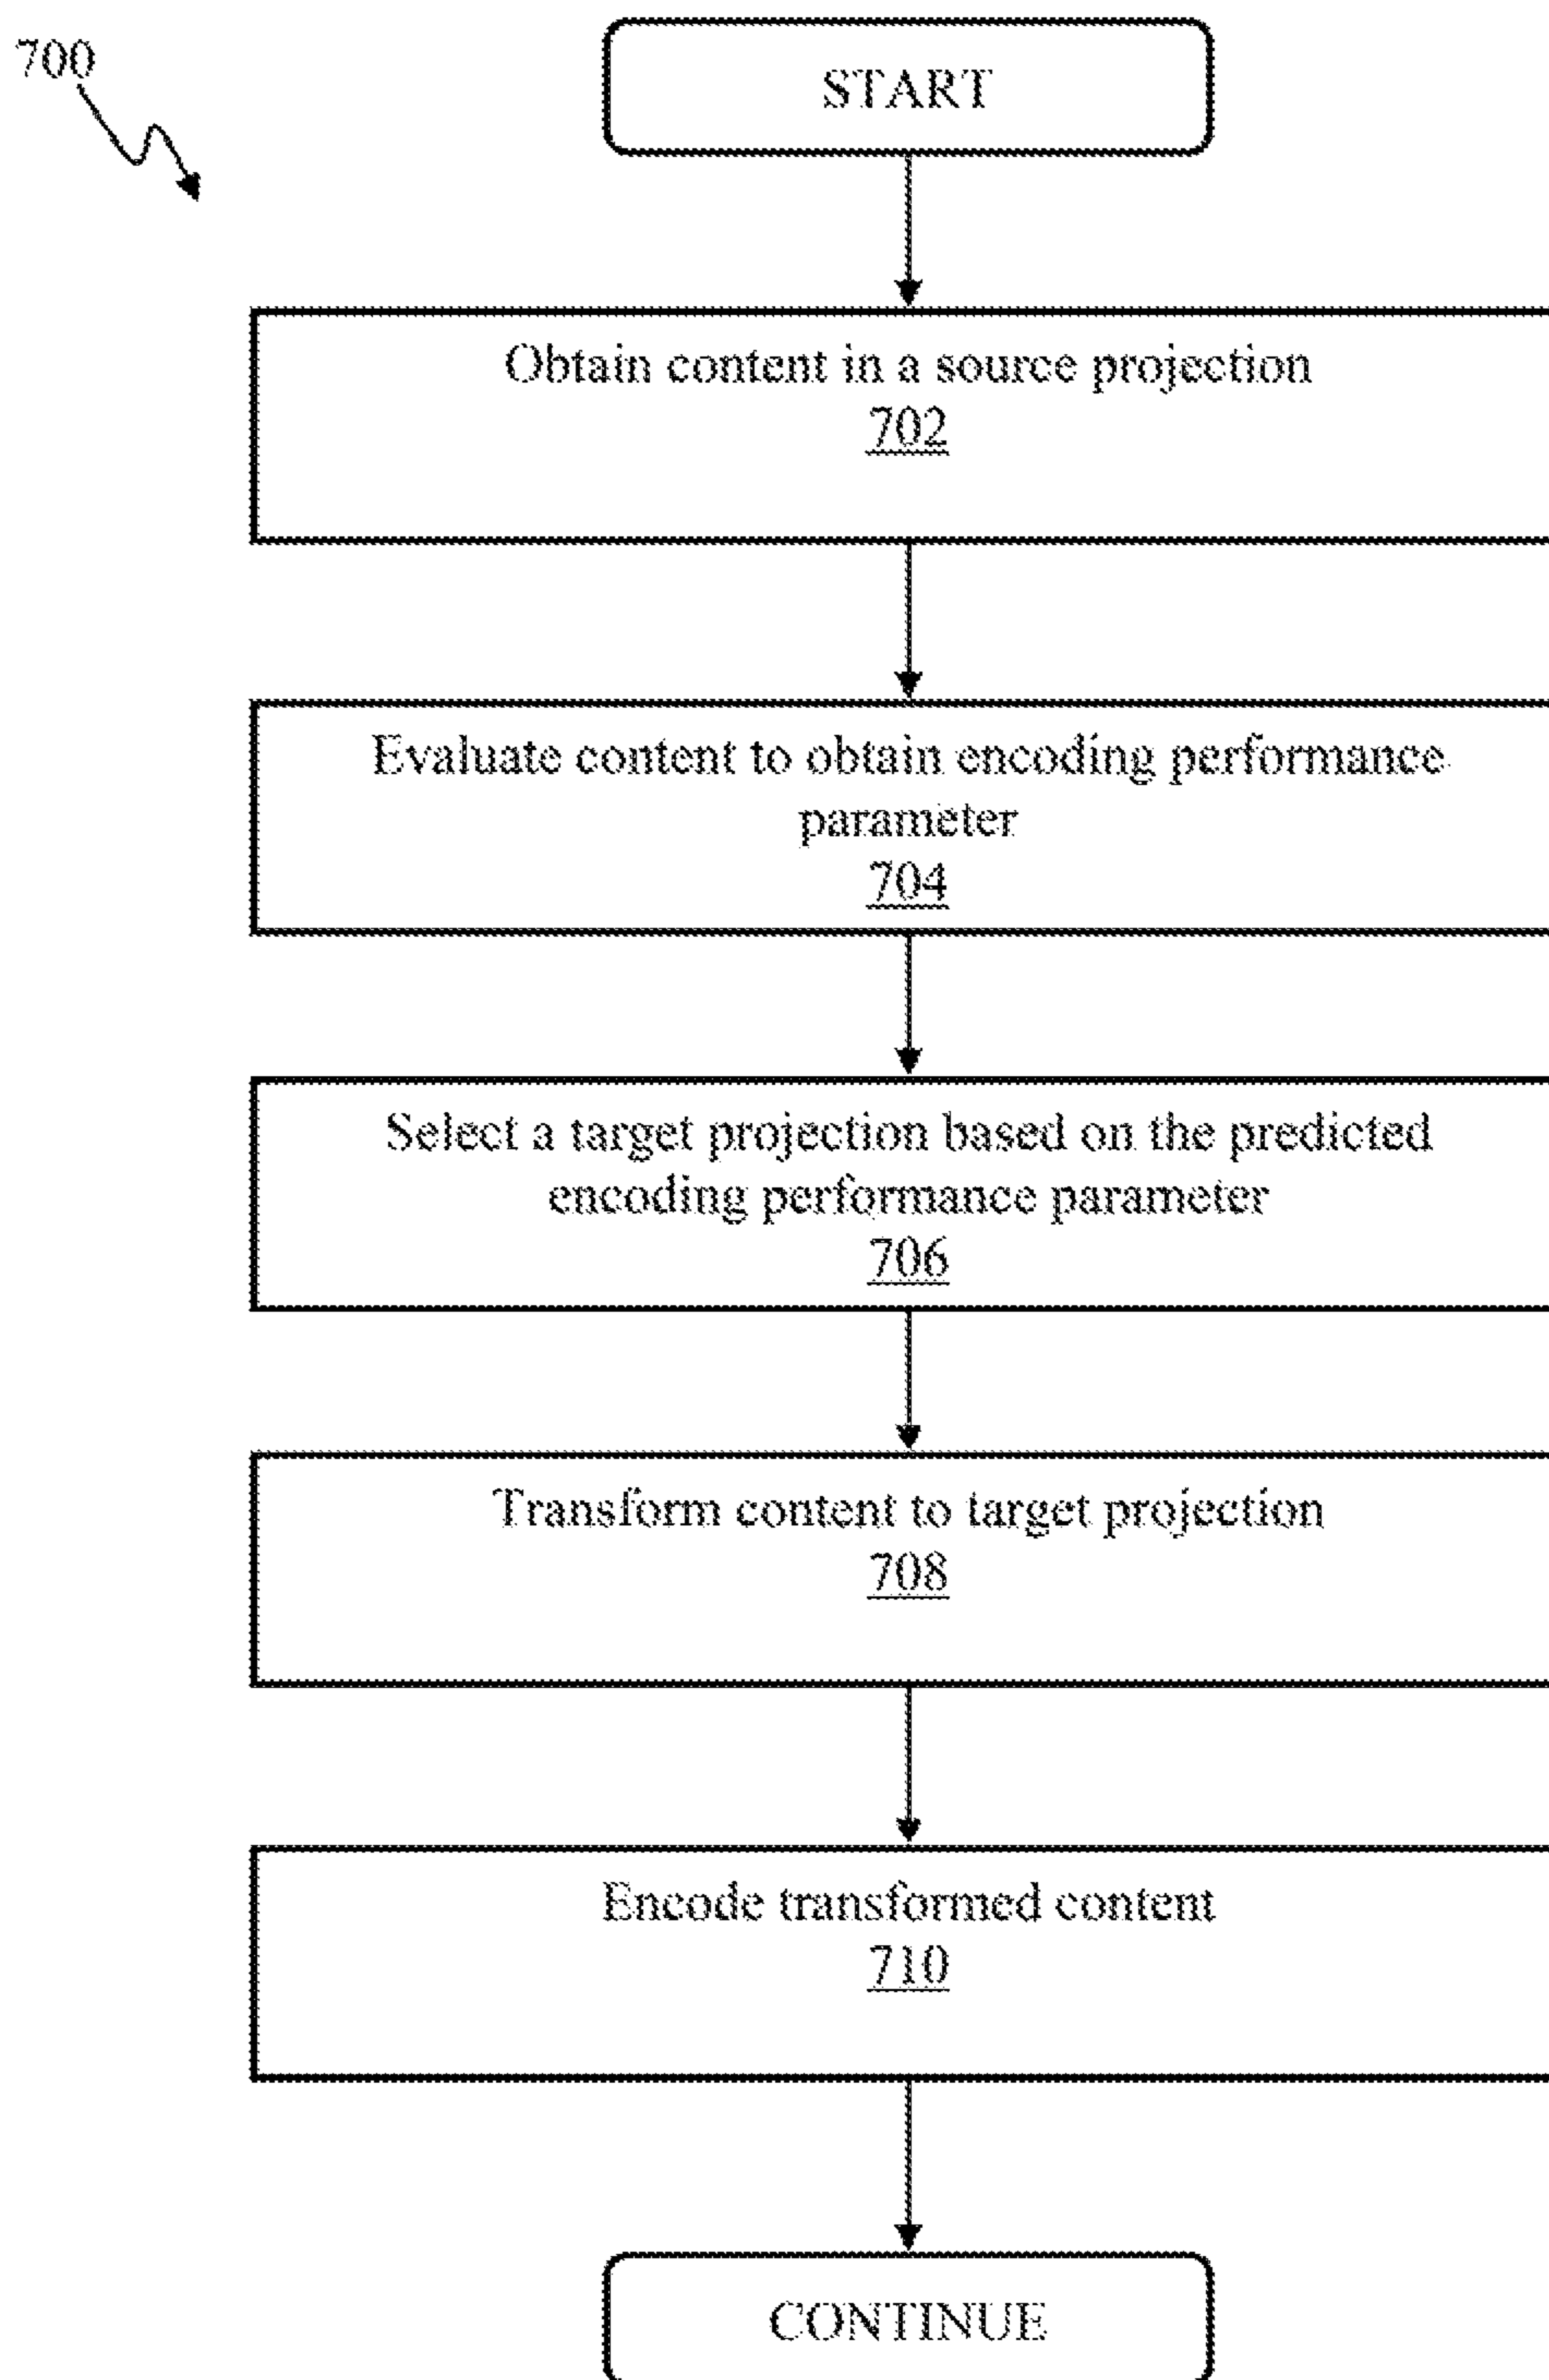 700
START
Obtain content in a source projection
702
Evaluate content to obtain encoding performance
parameter
704
Select a target projection based on the predicted
encoding performance parameter
706
Transform content to target projection
708
Encode transformed content
710
CONTINUE